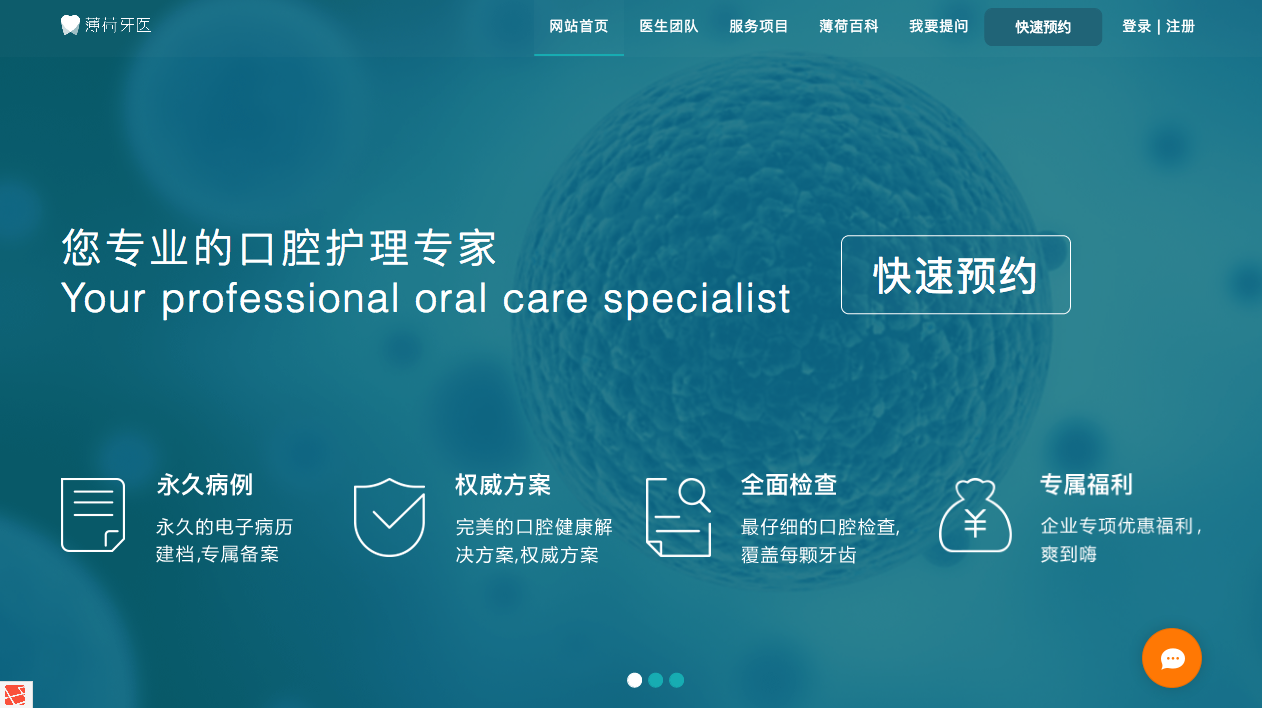 薄荷牙医
网站首页 医生团队 服务项目 薄荷百科 我要提问 快速预约 登录 | 注册
您专业的口腔护理专家
Your professional oral care specialist
快速预约
永久病例
永久的电子病历
建档,专属备案
权威方案
完美的口腔健康解
决方案,权威方案
全面检查
最仔细的口腔检查,
覆盖每颗牙齿
专属福利
企业专项优惠福利,
爽到嗨
¥